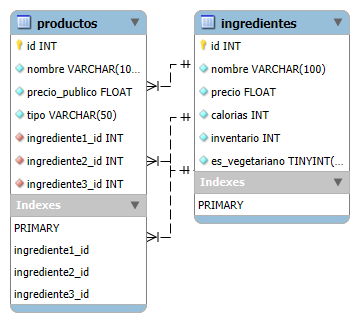 productos
id INT
nombre VARCHAR(10...
precio_publico FLOAT
tipo VARCHAR(50)
ingrediente1_id INT
ingrediente2_id INT
ingrediente3_id INT
Indexes
PRIMARY
ingrediente1_id
ingrediente2_id
ingrediente3_id
ingredientes
id INT
nombre VARCHAR(100)
precio FLOAT
calorias INT
inventario INT
es_vegetariano TINYINT(...
Indexes
PRIMARY